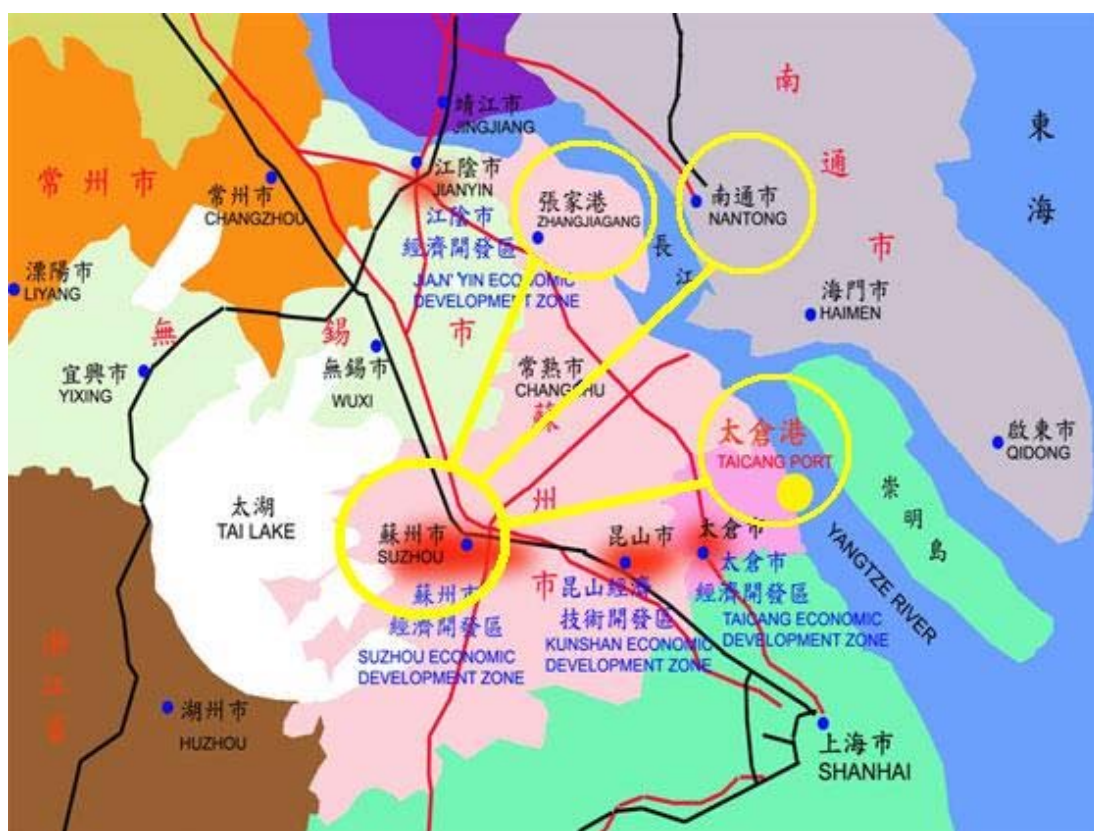 靖江市
JINGJIANG
南通市
東海
常州市
常州市
CHANGZHOU
江陰市
JIANYIN
江陰市
經濟開發區
JIAN' YIN ECONOMIC
DEVELOPMENT ZONE
張家港
ZHANGJIAGANG
南通市
NANTONG
長江
溧陽市
LIYANG
海門市
HAIMEN
無錫市
宜興市
YIXING
無錫市
WUXI
常熟市
CHANGSHU
蘇州市
太倉港
TAICANG PORT
啟東市
QIDONG
崇明島
太湖
TAI LAKE
蘇州市
SUZHOU
昆山市
太倉市
YANGTZE RIVER
蘇州市
經濟開發區
SUZHOU ECONOMIC
DEVELOPMENT ZONE
昆山經濟
技術開發區
KUNSHAN ECONOMIC
DEVELOPMENT ZONE
太倉市
經濟開發區
TAICANG ECONOMIC
DEVELOPMENT ZONE
浙江省
湖州市
HUZHOU
上海市
SHANHAI